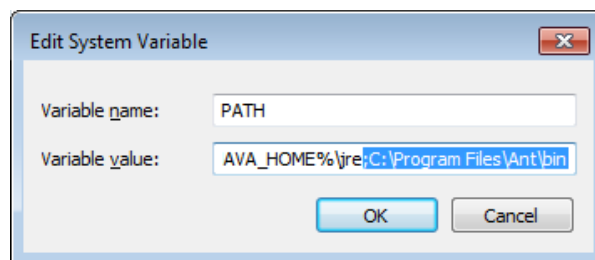 Edit System Variable
Variable name: PATH
Variable value: AVA_HOME%\jre;C:\Program Files\Ant\bin
OK Cancel